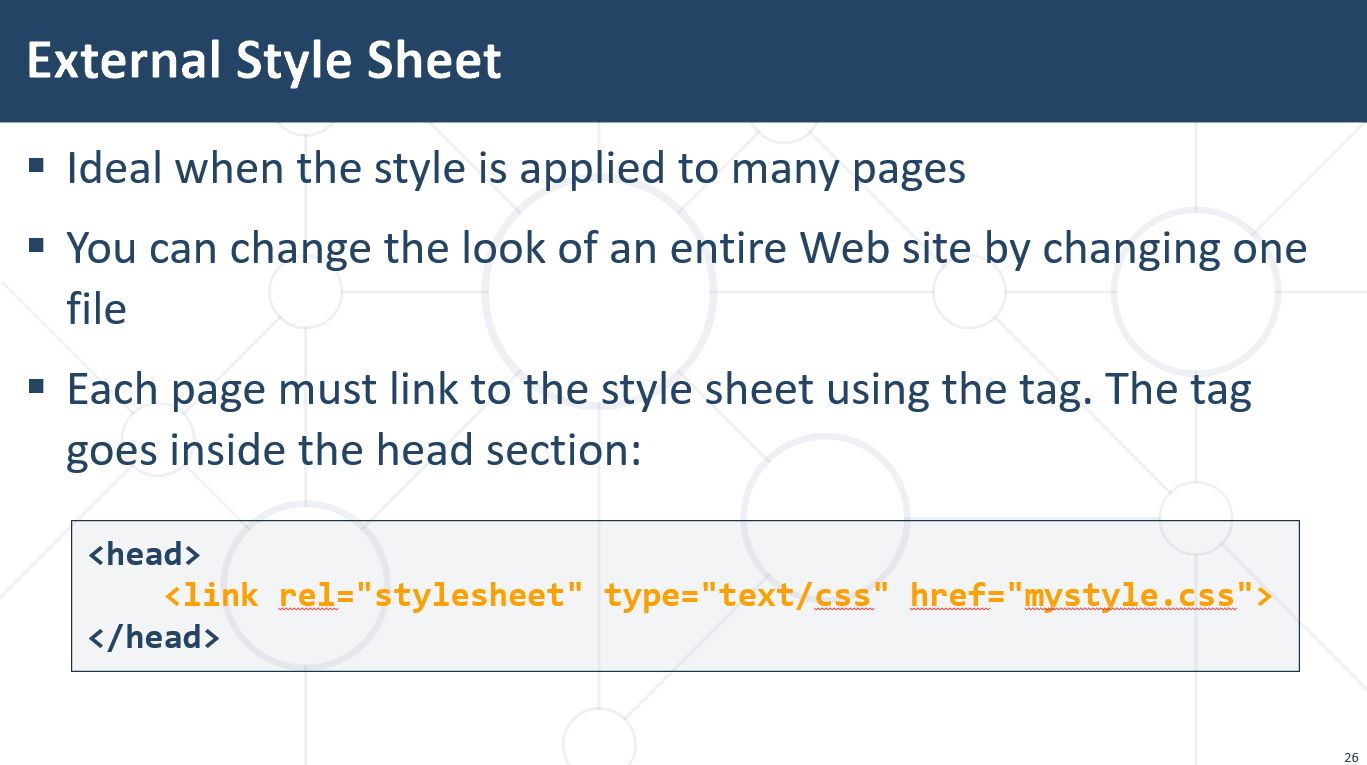 External Style Sheet
▪ Ideal when the style is applied to many pages
▪ You can change the look of an entire Web site by changing one
file
▪ Each page must link to the style sheet using the tag. The tag
goes inside the head section:
<head>
    <link rel="stylesheet" type="text/css" href="mystyle.css">
</head>
26